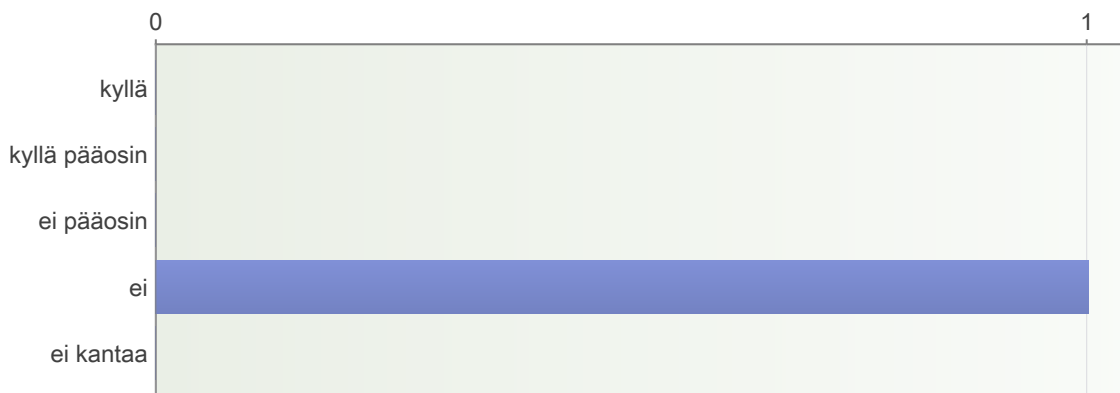 0 1
kyllä
kyllä pääosin
ei pääosin
ei
ei kantaa